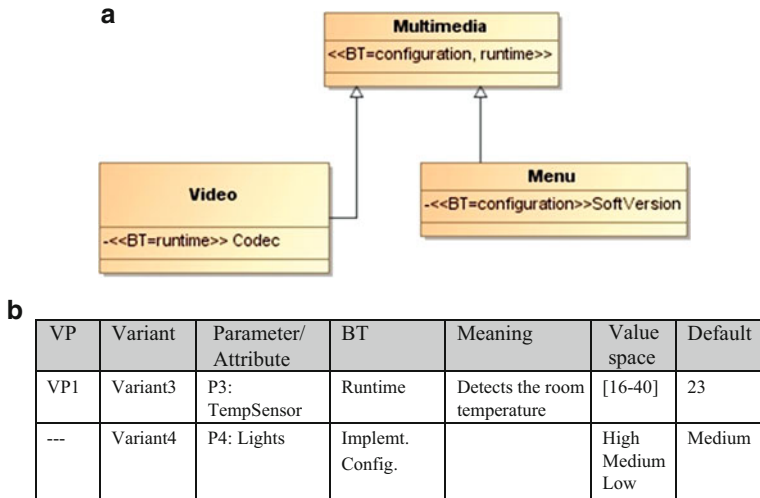 a
Multimedia
<<BT=configuration, runtime>>
Video
-<<BT=runtime>> Codec
Menu
-<<BT=configuration>>SoftVersion
b
VP Variant Parameter/ Attribute BT Meaning Value space Default
VP1 Variant3 P3: TempSensor Runtime Detects the room temperature [16-40] 23
--- Variant4 P4: Lights Implemt. Config. High Medium Low Medium